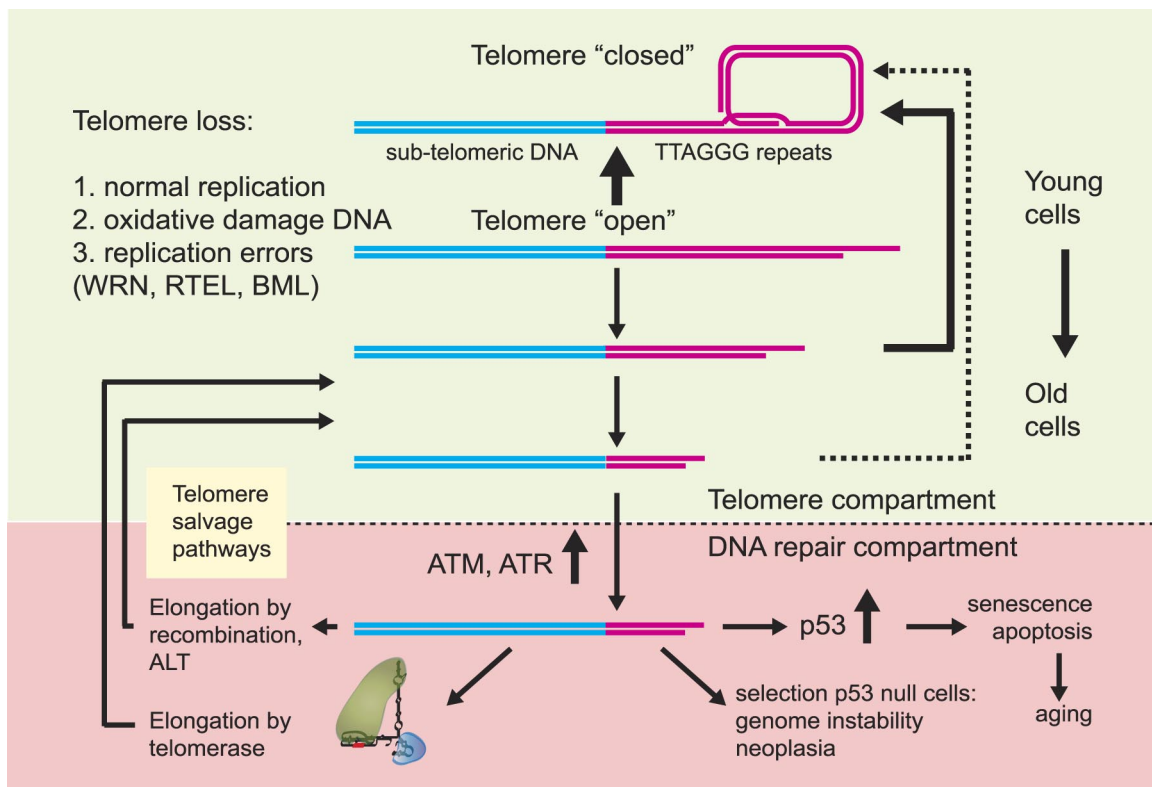 Telomere “closed”
Telomere loss:
sub-telomeric DNA
TTAGGG repeats
1. normal replication
2. oxidative damage DNA
3. replication errors
(WRN, RTEL, BML)
Telomere “open”
Young
cells
Old
cells
Telomere
salvage
pathways
Telomere compartment
DNA repair compartment
ATM, ATR
Elongation by
recombination,
ALT
p53
senescence
apoptosis
aging
selection p53 null cells:
genome instability
neoplasia
Elongation by
telomerase